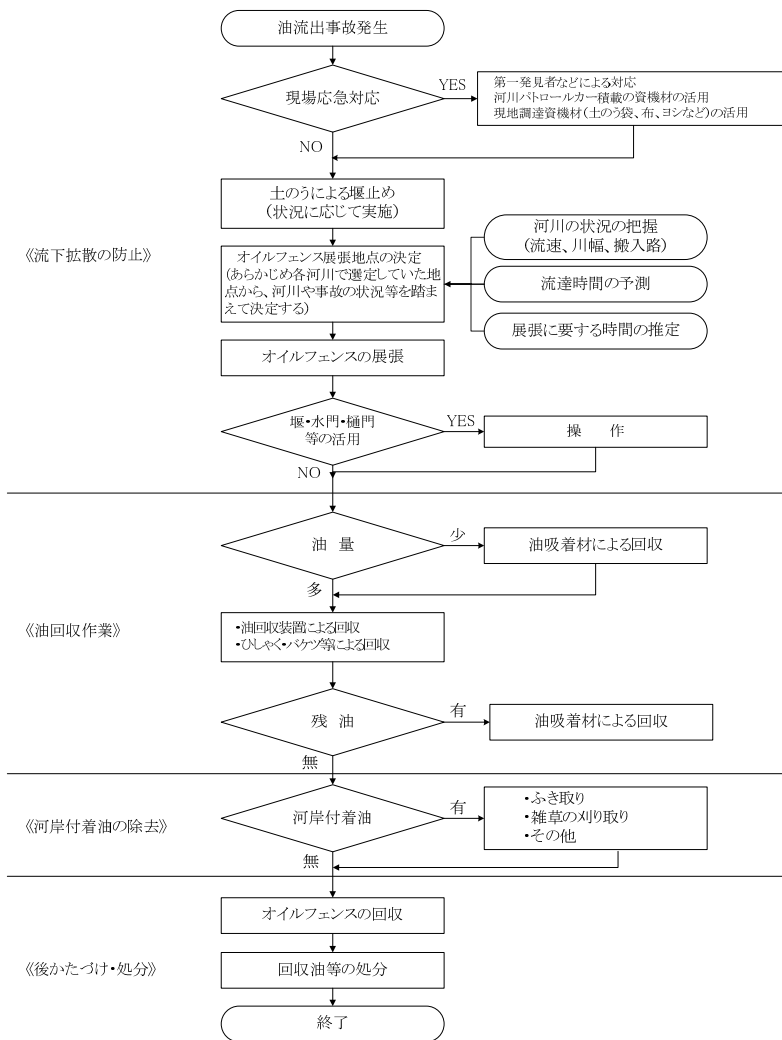 油流出事故発生
現場応急対応
YES
第一発見者などによる対応
河川パトロールカー積載の資機材の活用
現地調達資機材(土のう袋、布、ヨシなど)の活用
NO
《流下拡散の防止》
土のうによる堰止め
(状況に応じて実施)
オイルフェンス展張地点の決定
(あらかじめ各河川で選定していた地
点から、河川や事故の状況等を踏ま
えて決定する)
河川の状況の把握
(流速、川幅、搬入路)
流達時間の予測
展張に要する時間の推定
オイルフェンスの展張
堰・水門・樋門
等の活用
YES
操 作
NO
油 量
少
油吸着材による回収
多
《油回収作業》
・油回収装置による回収
・ひしゃく・バケツ等による回収
残 油
有
油吸着材による回収
無
《河岸付着油の除去》
河岸付着油
有
・ふき取り
・雑草の刈り取り
・その他
無
オイルフェンスの回収
《後かたづけ・処分》
回収油等の処分
終了